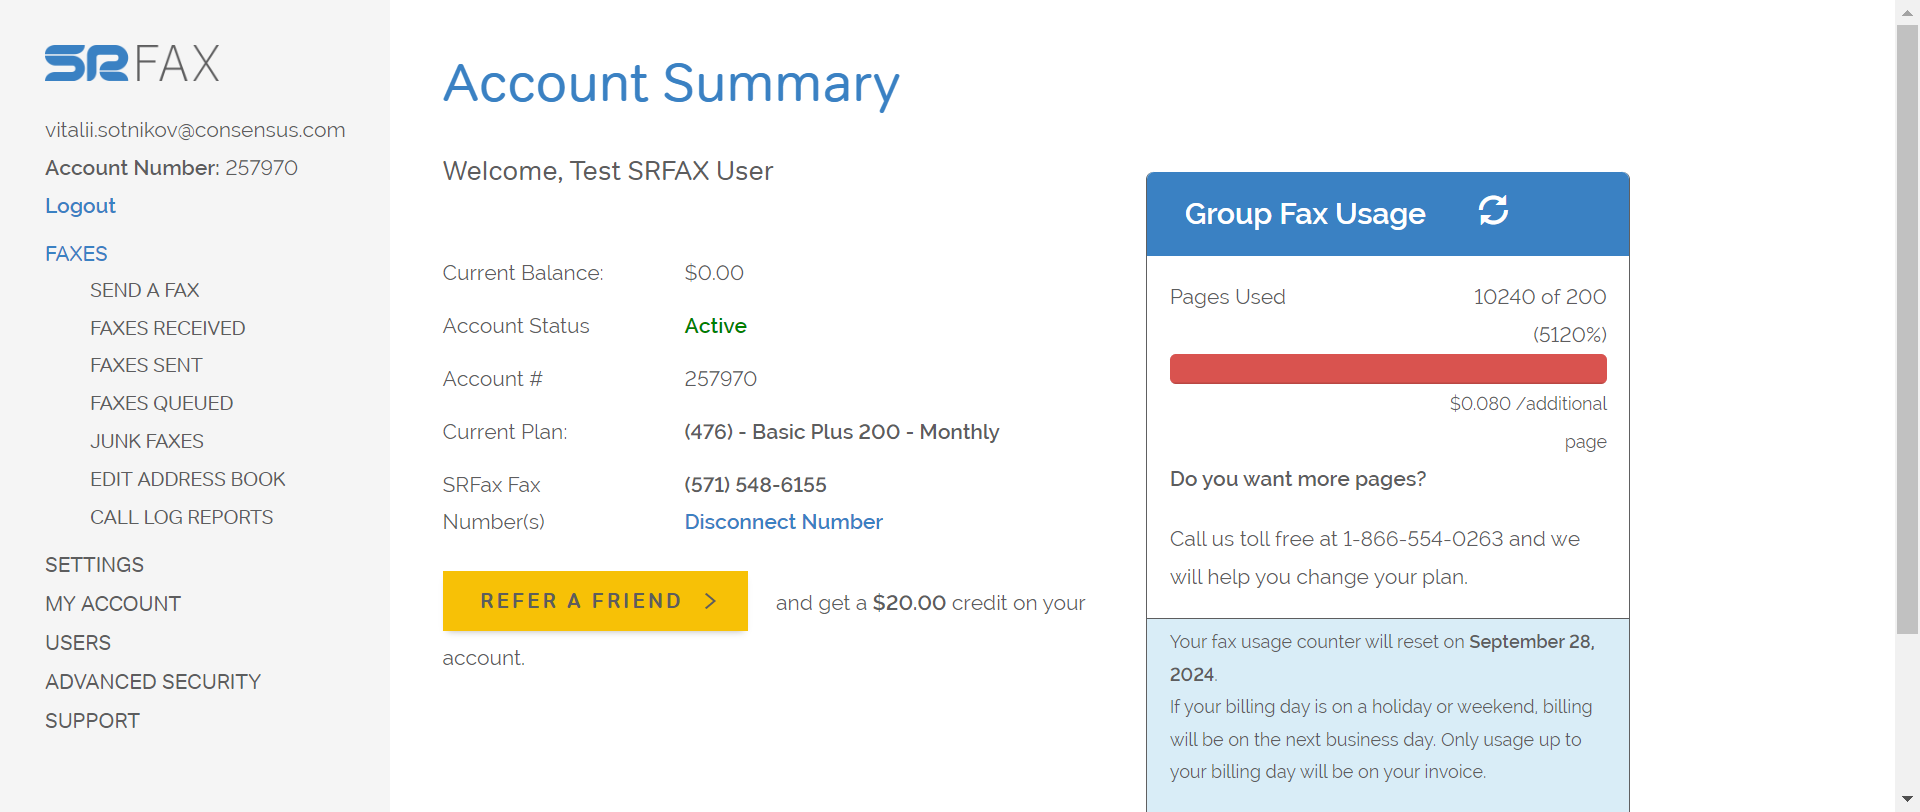 SRFAX
vitalii.sotnikov@consensus.com
Account Number: 257970
Logout
FAXES
SEND A FAX
FAXES RECEIVED
FAXES SENT
FAXES QUEUED
JUNK FAXES
EDIT ADDRESS BOOK
CALL LOG REPORTS
SETTINGS
MY ACCOUNT
USERS
ADVANCED SECURITY
SUPPORT
Account Summary
Welcome, Test SRFAX User
Current Balance: $0.00
Account Status Active
Account # 257970
Current Plan: (476) - Basic Plus 200 - Monthly
SRFax Fax (571) 548-6155
Number(s) Disconnect Number
REFER A FRIEND > and get a $20.00 credit on your
account.
Group Fax Usage
Pages Used 10240 of 200
(5120%)
$0.080 /additional
page
Do you want more pages?
Call us toll free at 1-866-554-0263 and we
will help you change your plan.
Your fax usage counter will reset on September 28,
2024.
If your billing day is on a holiday or weekend, billing
will be on the next business day. Only usage up to
your billing day will be on your invoice.